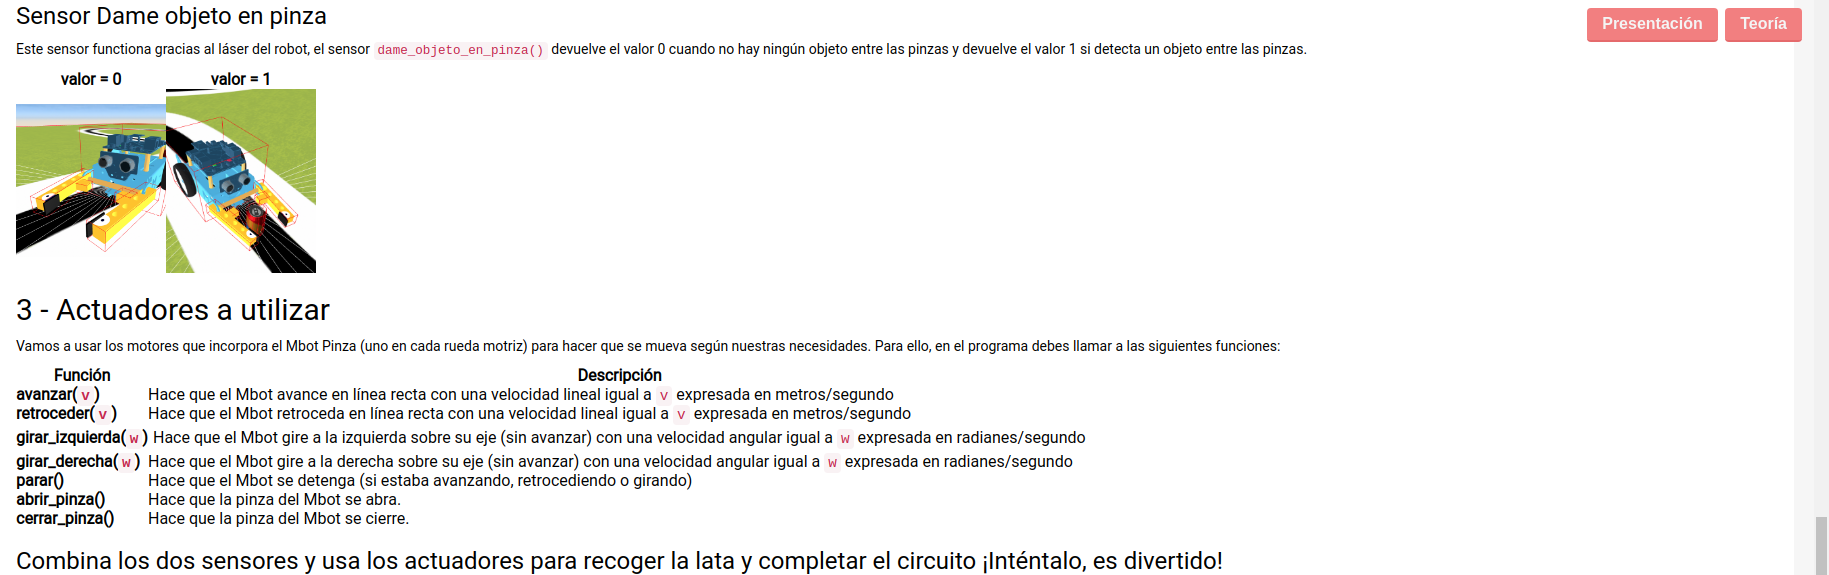 Sensor Dame objeto en pinza
Presentación
Teoría
Este sensor functiona gracias al láser del robot, el sensor dame_objeto_en_pinza() devuelve el valor 0 cuando no hay ningún objeto entre las pinzas y devuelve el valor 1 si detecta un objeto entre las pinzas.
valor = 0 valor = 1
3 - Actuadores a utilizar
Vamos a usar los motores que incorpora el Mbot Pinza (uno en cada rueda motriz) para hacer que se mueva según nuestras necesidades. Para ello, en el programa debes llamar a las siguientes funciones:
Función Descripción
avanzar( v ) Hace que el Mbot avance en línea recta con una velocidad lineal igual a v expresada en metros/segundo
retroceder( v ) Hace que el Mbot retroceda en línea recta con una velocidad lineal igual a v expresada en metros/segundo
girar_izquierda( w ) Hace que el Mbot gire a la izquierda sobre su eje (sin avanzar) con una velocidad angular igual a w expresada en radianes/segundo
girar_derecha( w ) Hace que el Mbot gire a la derecha sobre su eje (sin avanzar) con una velocidad angular igual a w expresada en radianes/segundo
parar() Hace que el Mbot se detenga (si estaba avanzando, retrocediendo o girando)
abrir_pinza() Hace que la pinza del Mbot se abra.
cerrar_pinza() Hace que la pinza del Mbot se cierre.
Combina los dos sensores y usa los actuadores para recoger la lata y completar el circuito ¡Inténtalo, es divertido!